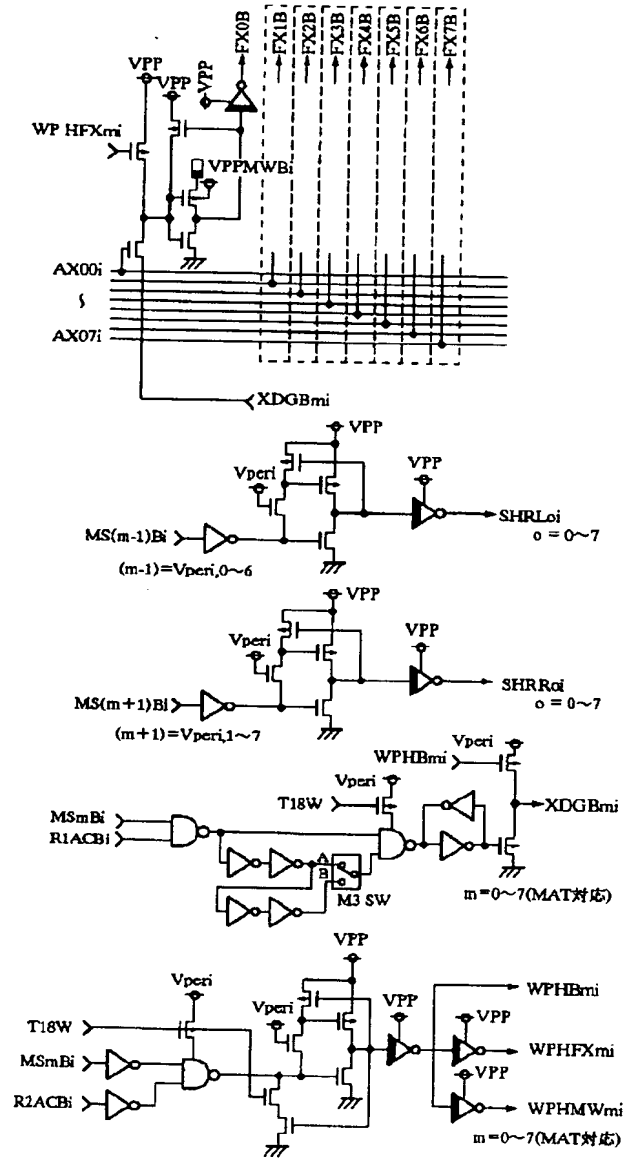 FX0B
FX1B
FX2B
FX3B
FX4B
FX5B
FX6B
FX7B
VPP
VPP
VPP
WP HFXmi
VPPMWBi
AX00i
∫
AX07i
XDGBmi
VPP
Vperi
VPP
MS(m-1)Bi
SHRLoi
o = 0~7
(m-1)=Vperi,0~6
VPP
Vperi
VPP
MS(m+1)Bi
SHRRoi
o = 0~7
(m+1)=Vperi,1~7
Vperi
WPHBmi
Vperi
T18W
XDGBmi
MSmBi
R1ACBi
A
B
M3 SW
m=0~7(MAT対応)
VPP
Vperi
VPP
WPHBmi
T18W
Vperi
VPP
MSmBi
WPHFXmi
VPP
R2ACBi
WPHMWmi
m=0~7(MAT対応)